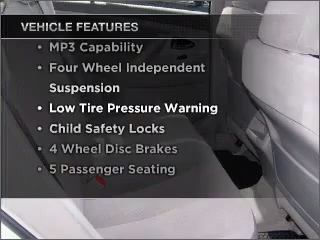 VEHICLE FEATURES
• MP3 Capability
• Four Wheel Independent
Suspension
• Low Tire Pressure Warning
• Child Safety Locks
• 4 Wheel Disc Brakes
• 5 Passenger Seating